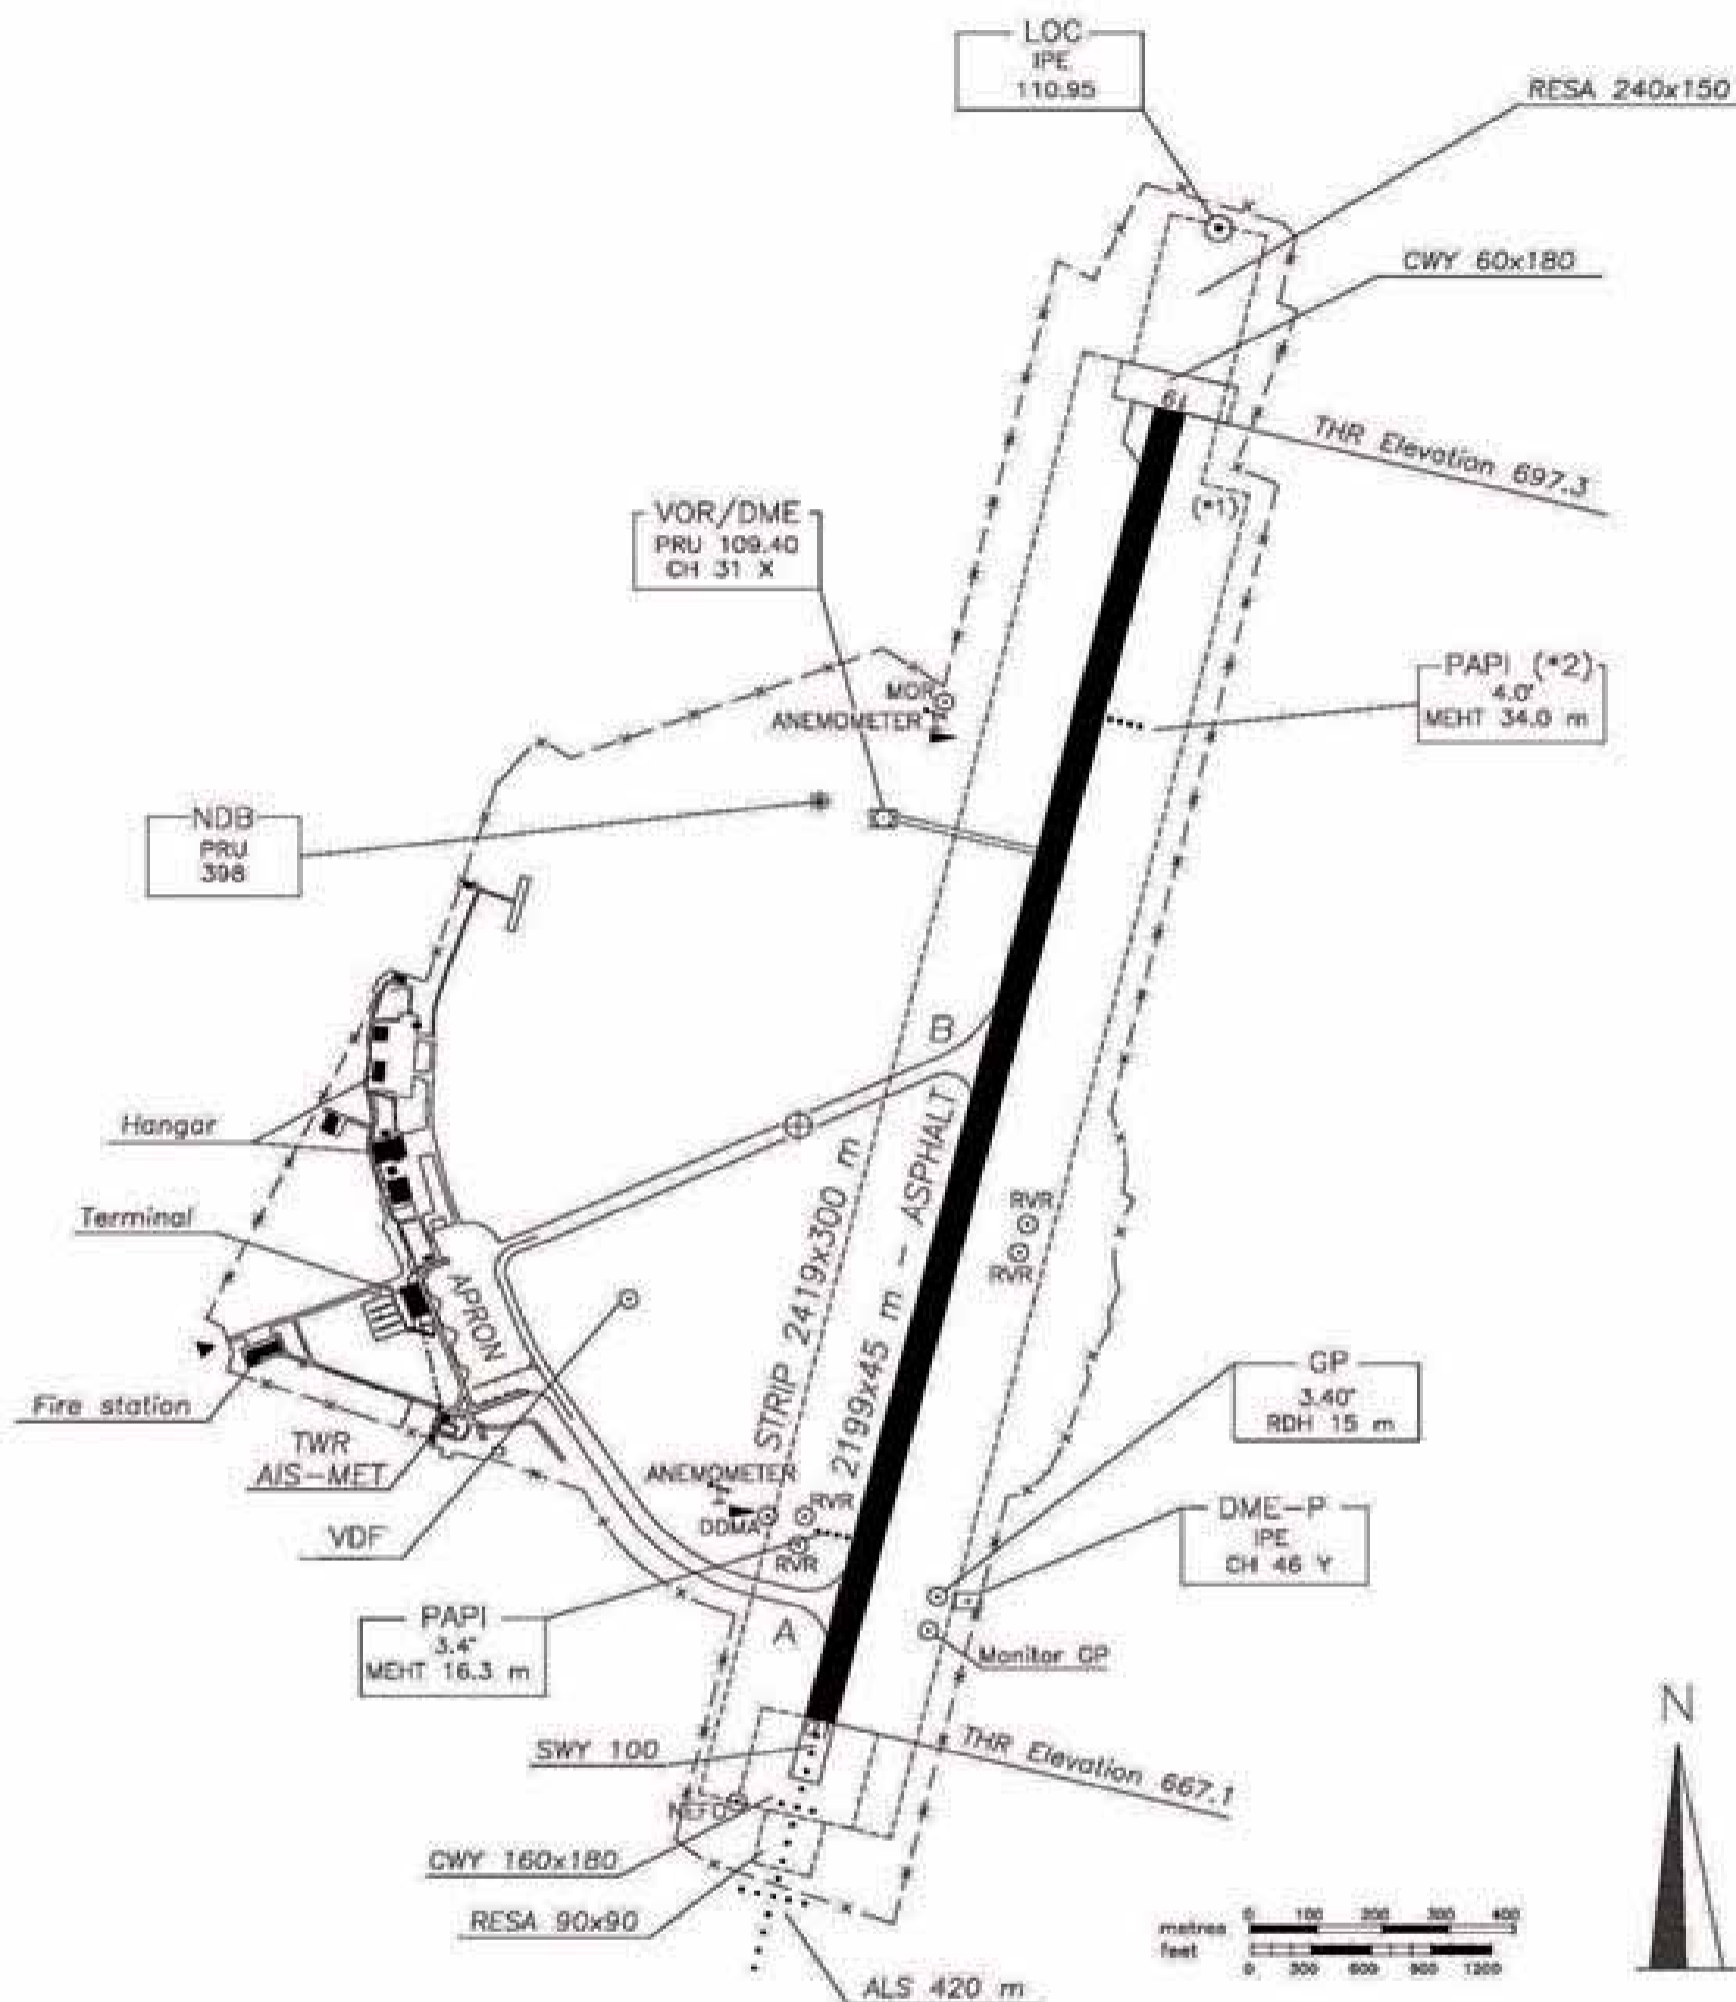 LOC
IPE
110.95
RESA 240x150
CWY 60x180
19
THR Elevation 697.3
(*1)
VOR/DME
PRU 109.40
CH 31 X
PAPI (*2)
4.0°
MEHT 34.0 m
MOR
ANEMOMETER
NDB
PRU
398
B
Hangar
Terminal
APRON
STRIP 2419x300 m
2199x45 m - ASPHALT
RVR
RVR
Fire station
TWR
AIS-MET
VDF
GP
3.40°
RDH 15 m
ANEMOMETER
DDMA
RVR
RVR
DME-P
IPE
CH 46 Y
PAPI
3.4°
MEHT 16.3 m
A
Monitor GP
SWY 100
THR Elevation 667.1
CWY 160x180
RESA 90x90
ALS 420 m
N
metres 0 100 200 300 400
feet
0 300 600 900 1200